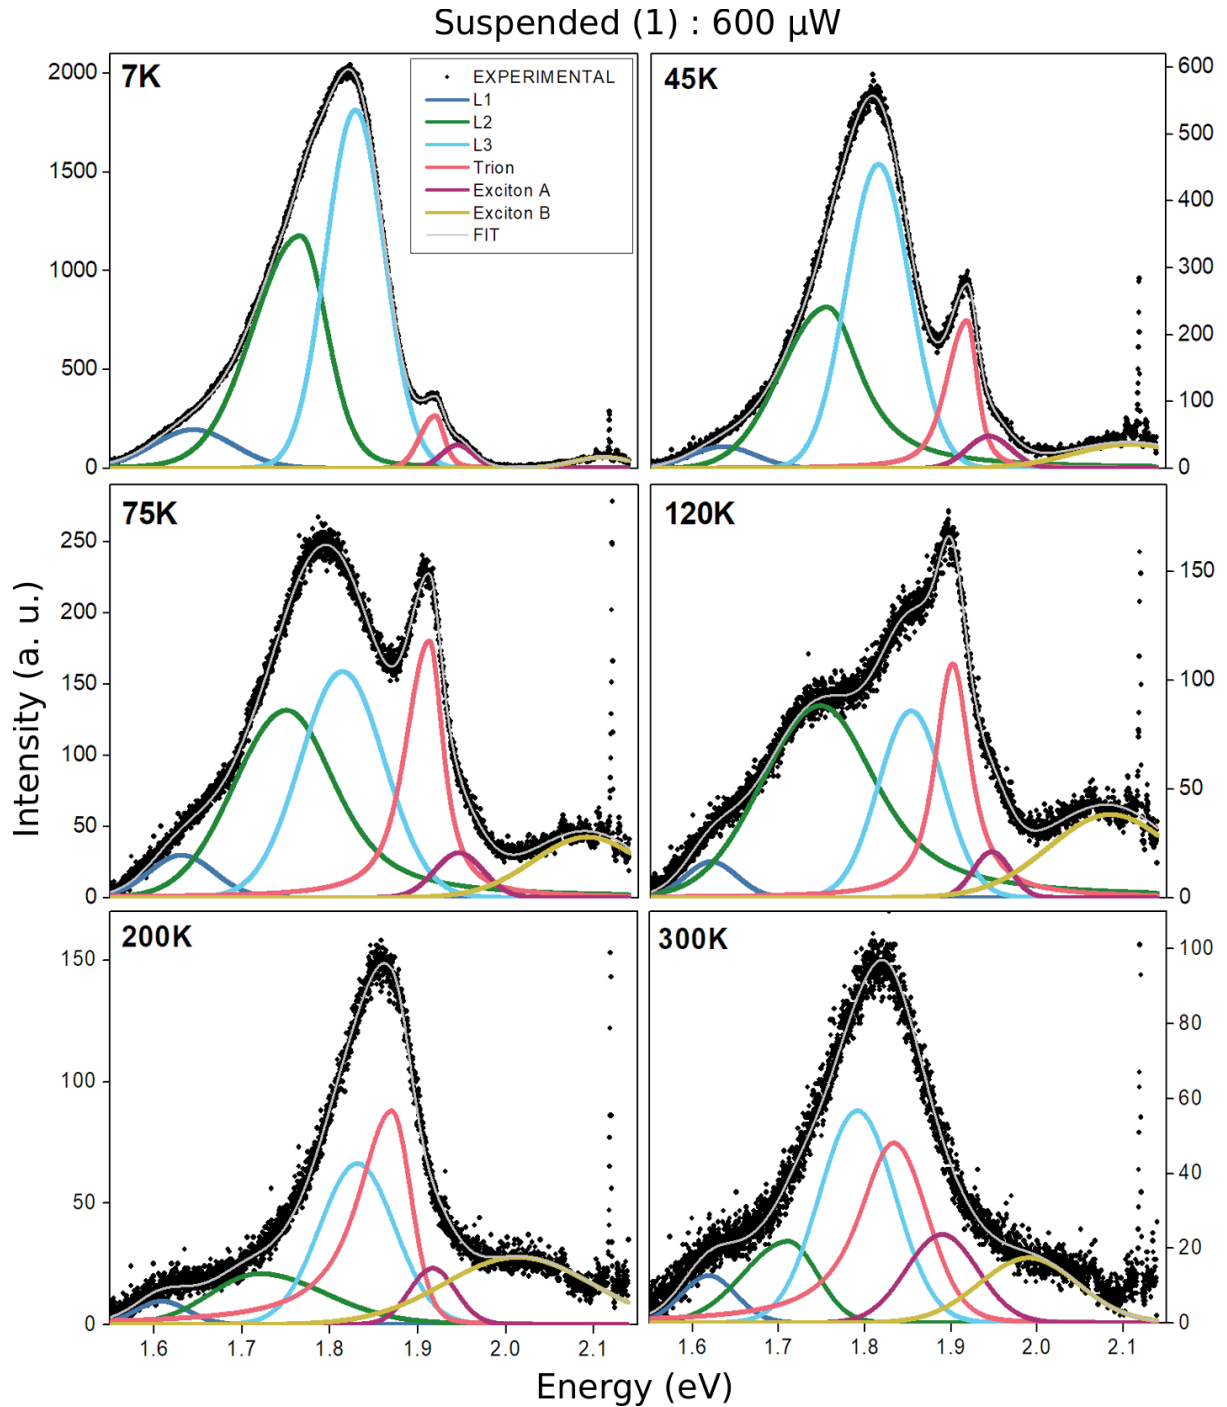 Suspended (1) : 600 µW
7K
EXPERIMENTAL
L1
L2
L3
Trion
Exciton A
Exciton B
FIT
2000
1500
1000
500
0
45K
600
500
400
300
200
100
0
75K
250
200
150
100
50
0
120K
150
100
50
0
200K
150
100
50
0
1.6 1.7 1.8 1.9 2.0 2.1
300K
100
80
60
40
20
0
1.6 1.7 1.8 1.9 2.0 2.1
Intensity (a. u.)
Energy (eV)